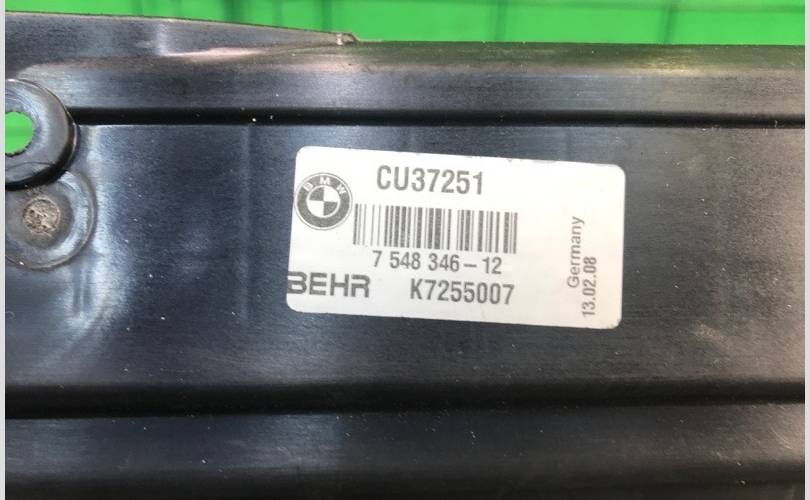 BMW
CU37251
7 548 346-12
BEHR K7255007
Germany
13.02.08